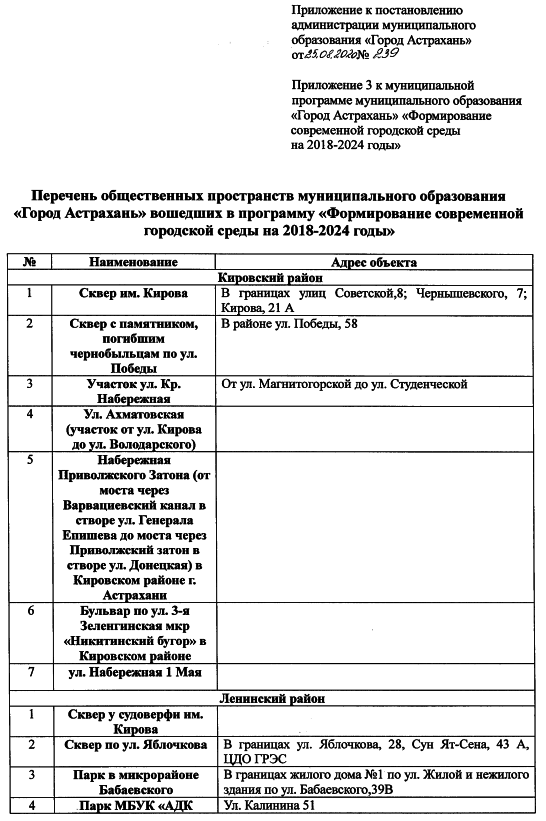 Приложение к постановлению
администрации муниципального
образования «Город Астрахань»
от 25.08.2020 № 239
Приложение 3 к муниципальной
программе муниципального образования
«Город Астрахань» «Формирование
современной городской среды
на 2018-2024 годы»
Перечень общественных пространств муниципального образования
«Город Астрахань» вошедших в программу «Формирование современной
городской среды на 2018-2024 годы»
№ Наименование Адрес объекта
Кировский район
1 Сквер им. Кирова В границах улиц Советской,8; Чернышевского, 7;
Кирова, 21 А
2 Сквер с памятником, В районе ул. Победы, 58
погибшим
чернобыльцам по ул.
Победы
3 Участок ул. Кр. От ул. Магнитогорской до ул. Студенческой
Набережная
4 Ул. Ахматовская
(участок от ул. Кирова
до ул. Володарского)
5 Набережная
Приволжского Затона (от
моста через
Варвациевский канал в
створе ул. Генерала
Епишева до моста через
Приволжский затон в
створе ул. Донецкая) в
Кировском районе г.
Астрахани
6 Бульвар по ул. 3-я
Зеленгинская мкр
«Никитинский бугор» в
Кировском районе
7 ул. Набережная 1 Мая
Ленинский район
1 Сквер у судоверфи им.
Кирова
2 Сквер по ул. Яблочкова В границах ул. Яблочкова, 28, Сун Ят-Сена, 43 А,
ЦДО ГРЭС
3 Парк в микрорайоне В границах жилого дома №1 по ул. Жилой и нежилого
Бабаевского здания по ул. Бабаевского,39В
4 Парк МБУК «АДК Ул. Калинина 51